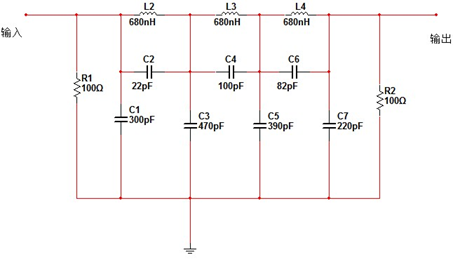 L2
680nH
L3
680nH
L4
680nH
输入
输出
C2
22pF
C4
100pF
C6
82pF
R1
100Ω
R2
100Ω
C1
300pF
C3
470pF
C5
390pF
C7
220pF